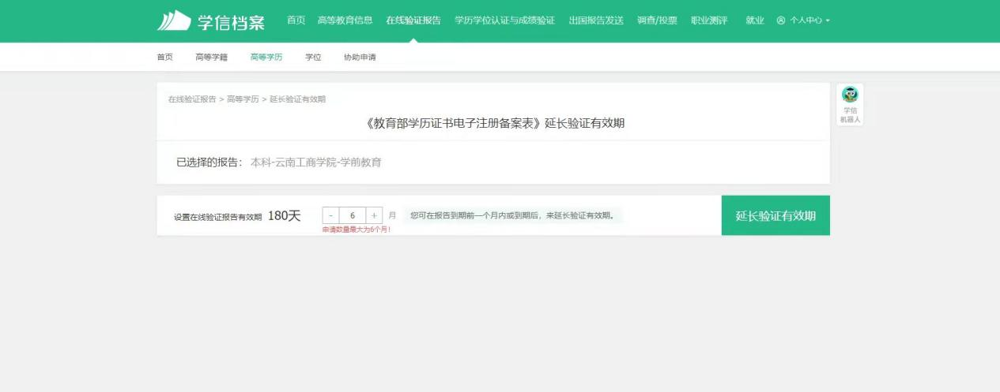 学信档案 首页 高等教育信息 在线验证报告 学历学位认证与成绩验证 出国报告发送 调查/投票 职业测评 就业 个人中心
首页 高等学籍 高等学历 学位 协助申请
在线验证报告 > 高等学历 > 延长验证有效期
学信
机器人
《教育部学历证书电子注册备案表》延长验证有效期
已选择的报告： 本科-云南工商学院-学前教育
设置在线验证报告有效期 180天 - 6 + 月 您可在报告到期前一个月内或到期后，来延长验证有效期。 延长验证有效期
申请数量最大为6个月！